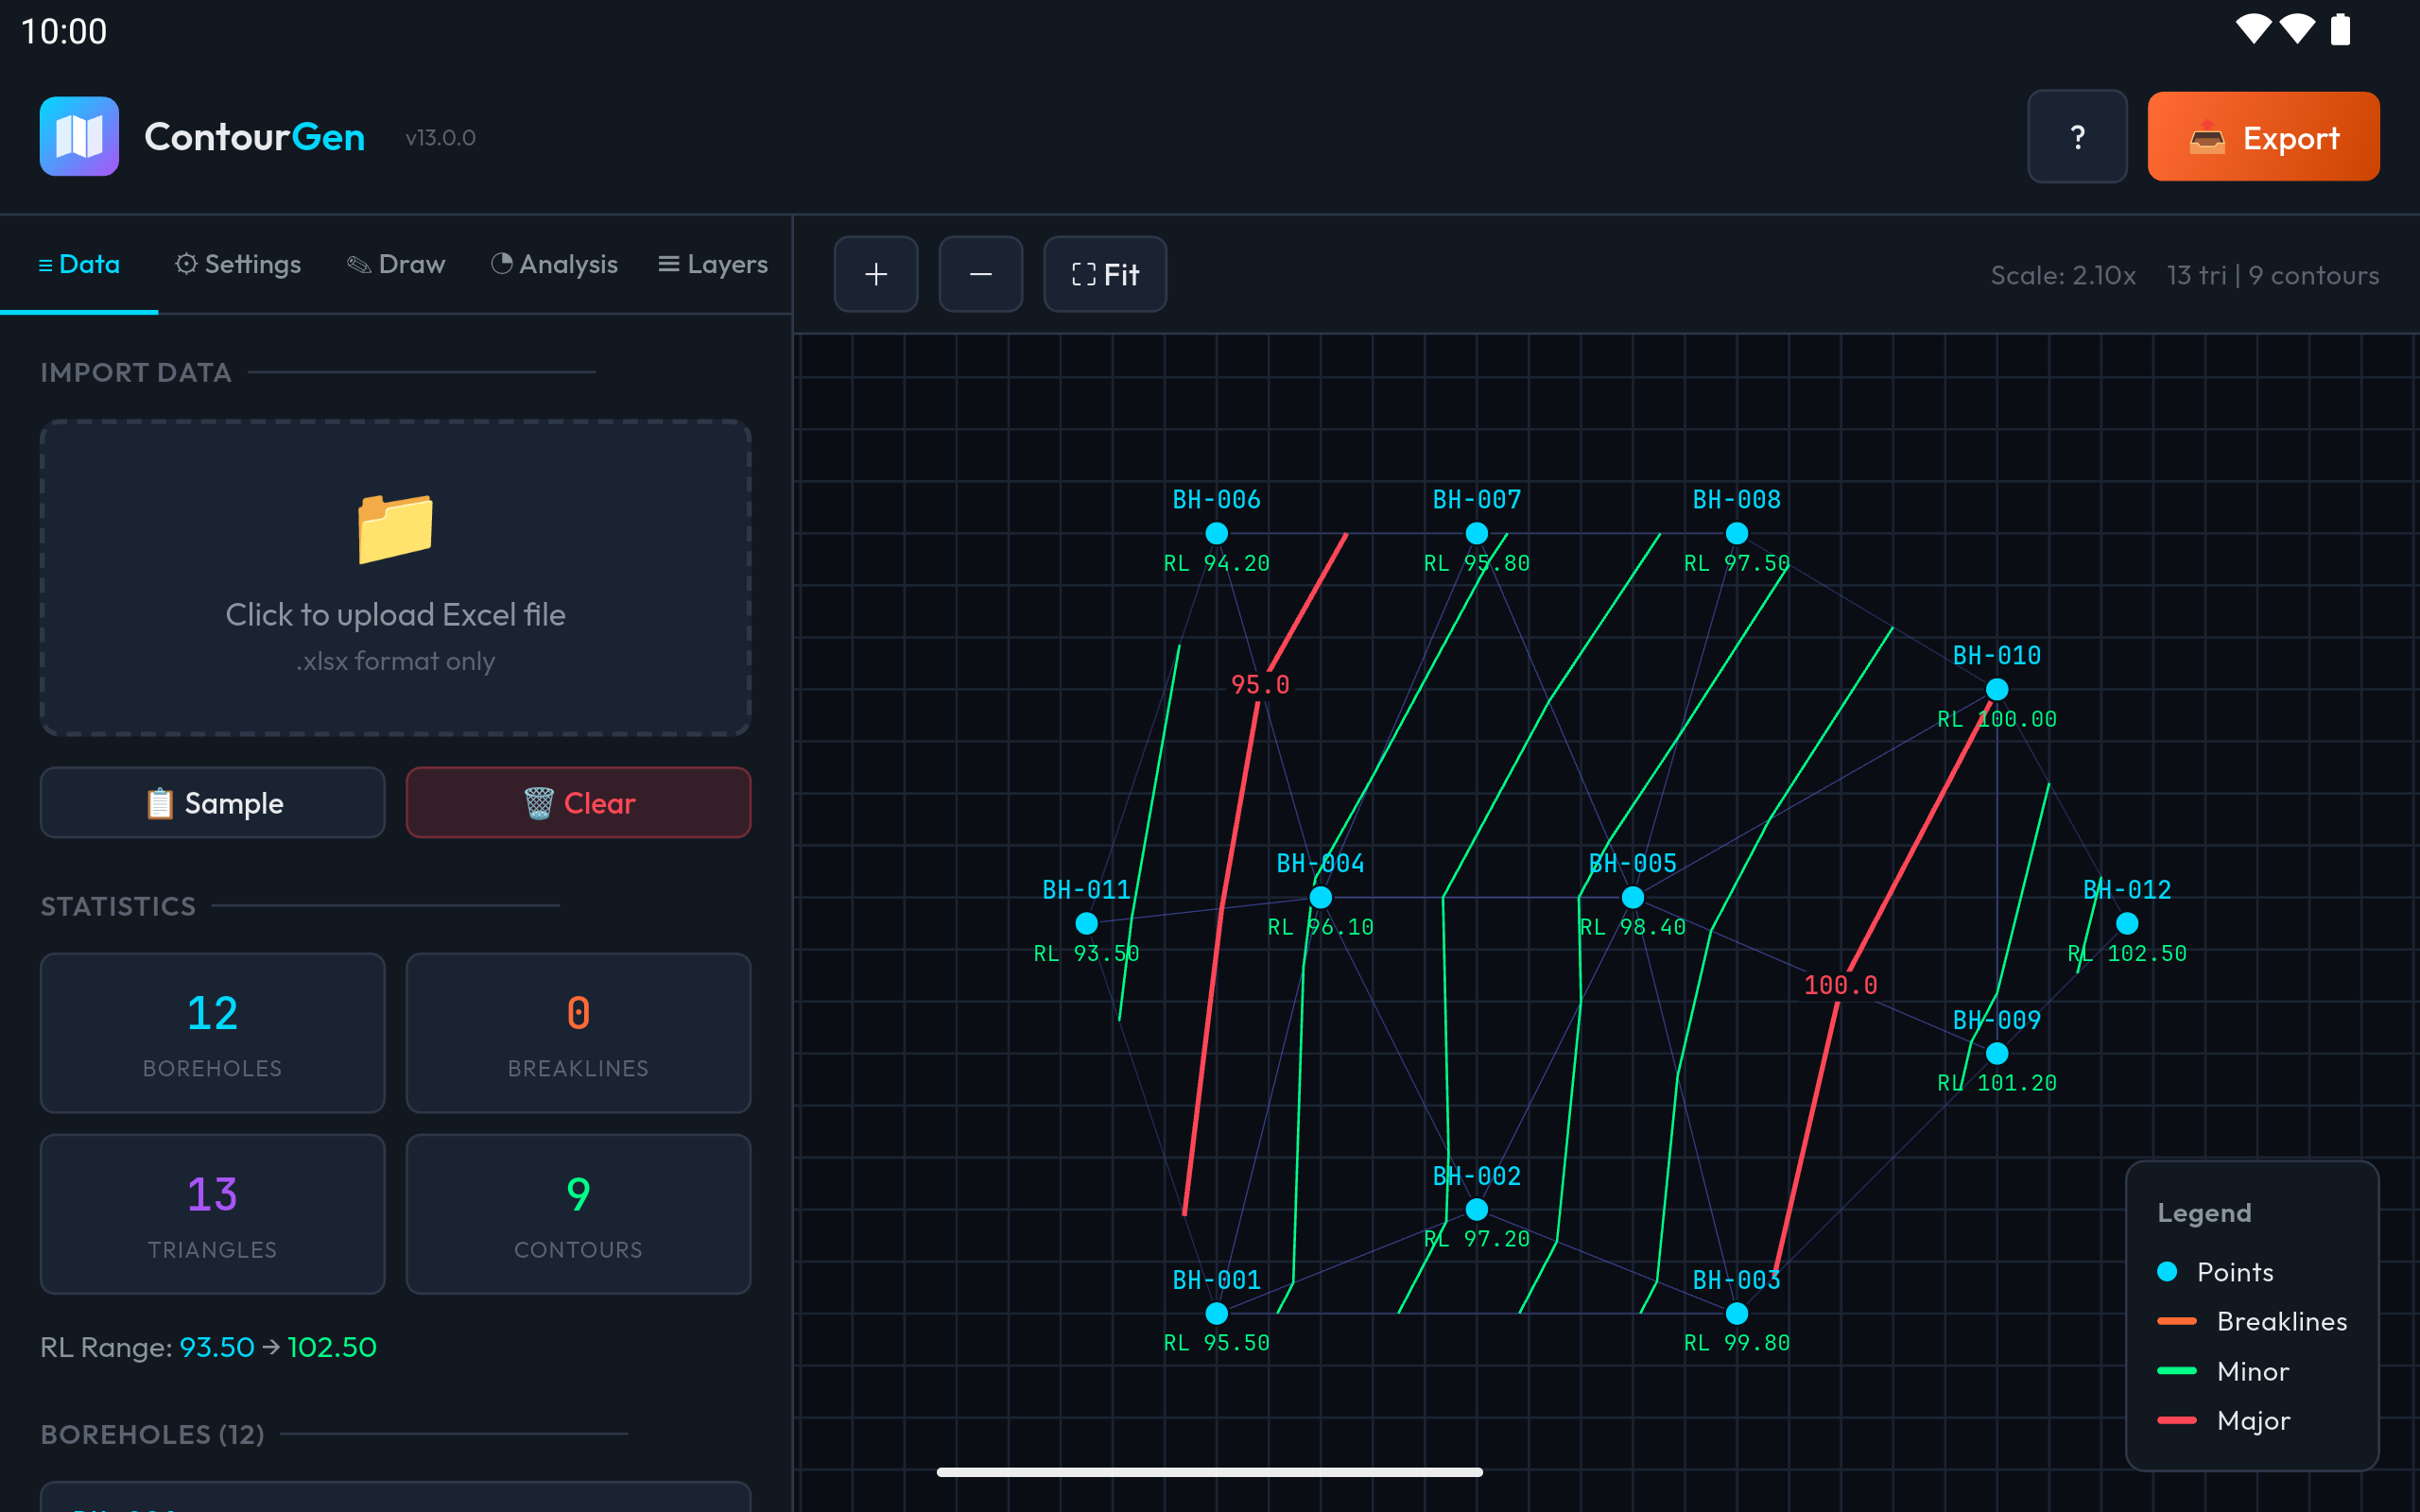 10:00
ContourGen v13.0.0
? Export
Data Settings Draw Analysis Layers
+ − Fit
Scale: 2.10x 13 tri | 9 contours
IMPORT DATA
Click to upload Excel file
.xlsx format only
Sample Clear
STATISTICS
12
BOREHOLES
0
BREAKLINES
13
TRIANGLES
9
CONTOURS
RL Range: 93.50 → 102.50
BOREHOLES (12)
BH-006
RL 94.20
BH-007
RL 95.80
BH-008
RL 97.50
95.0
BH-010
RL 100.00
BH-011
RL 93.50
BH-004
RL 96.10
BH-005
RL 98.40
BH-012
RL 102.50
100.0
BH-009
RL 101.20
BH-002
RL 97.20
BH-001
RL 95.50
BH-003
RL 99.80
Legend
Points
Breaklines
Minor
Major